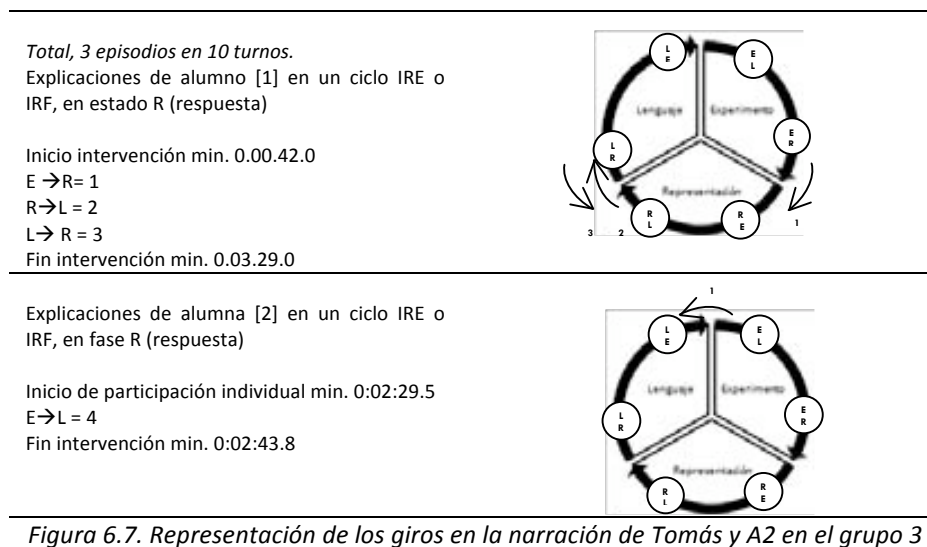 Total, 3 episodios en 10 turnos.
Explicaciones de alumno [1] en un ciclo IRE o
IRF, en estado R (respuesta)
Inicio intervención min. 0.00.42.0
E →R= 1
R→L = 2
L→ R = 3
Fin intervención min. 0.03.29.0
L
E
E
L
Lenguaje
Experimento
L
R
E
R
Representación
R
L
R
E
3
2
1
Explicaciones de alumna [2] en un ciclo IRE o
IRF, en fase R (respuesta)
Inicio de participación individual min. 0:02:29.5
E→L = 4
Fin intervención min. 0:02:43.8
1
L
E
E
L
Lenguaje
Experimento
L
R
E
R
Representación
R
L
R
E
Figura 6.7. Representación de los giros en la narración de Tomás y A2 en el grupo 3